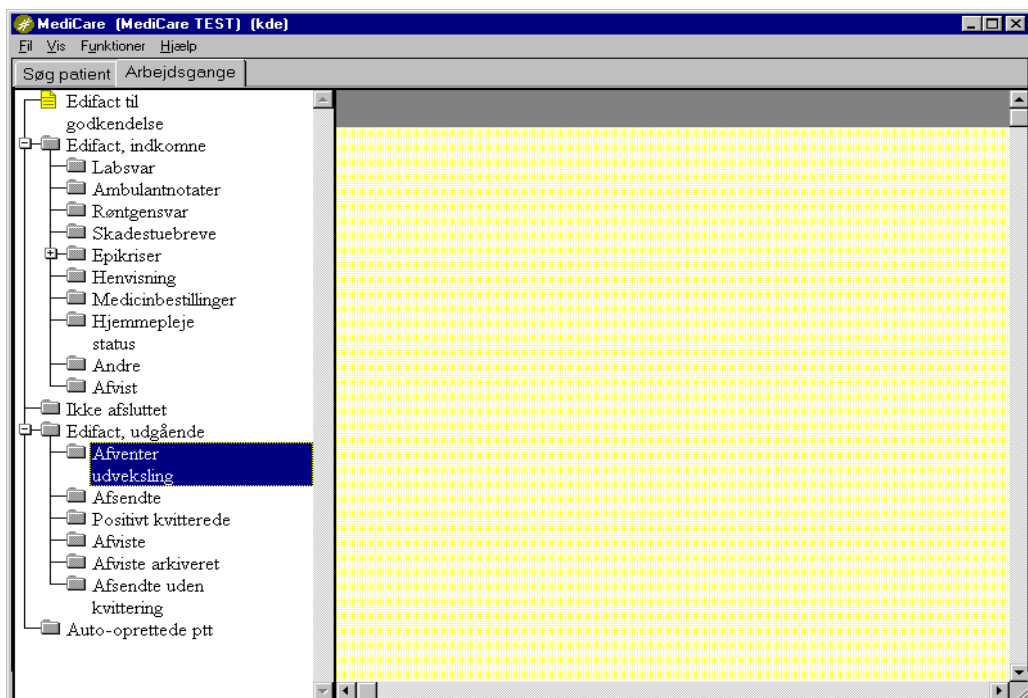 MediCare (MediCare TEST) (kde)
Fil Vis Funktioner Hjælp
Søg patient Arbejdsgange
Edifact til
godkendelse
Edifact, indkomne
Labsvar
Ambulantnotater
Røntgensvar
Skadestuebreve
Epikriser
Henvisning
Medicinbestillinger
Hjemmepleje
status
Andre
Afvist
Ikke afsluttet
Edifact, udgående
Afventer
udveksling
Afsendte
Positivt kvitterede
Afviste
Afviste arkiveret
Afsendte uden
kvittering
Auto-oprettede ptt